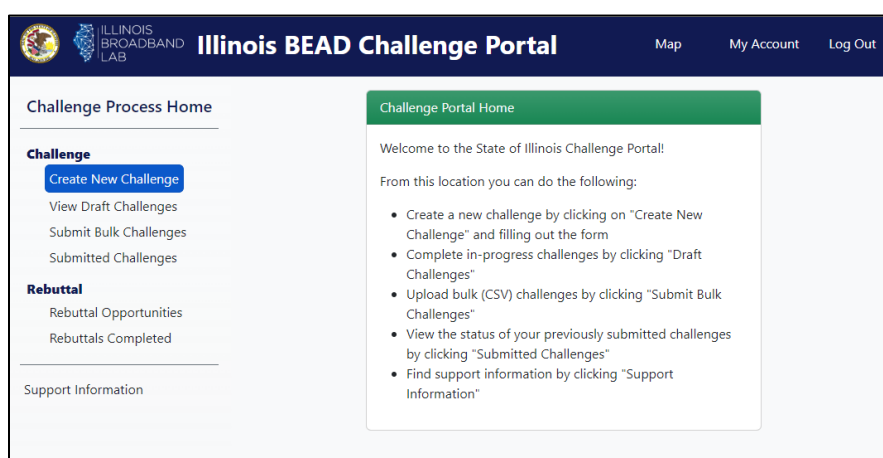 ILLINOIS
BROADBAND
LAB
Illinois BEAD Challenge Portal
Map
My Account
Log Out
Challenge Process Home
Challenge
Create New Challenge
View Draft Challenges
Submit Bulk Challenges
Submitted Challenges
Rebuttal
Rebuttal Opportunities
Rebuttals Completed
Support Information
Challenge Portal Home
Welcome to the State of Illinois Challenge Portal!
From this location you can do the following:
• Create a new challenge by clicking on "Create New
Challenge" and filling out the form
• Complete in-progress challenges by clicking "Draft
Challenges"
• Upload bulk (CSV) challenges by clicking "Submit Bulk
Challenges"
• View the status of your previously submitted challenges
by clicking "Submitted Challenges"
• Find support information by clicking "Support
Information"